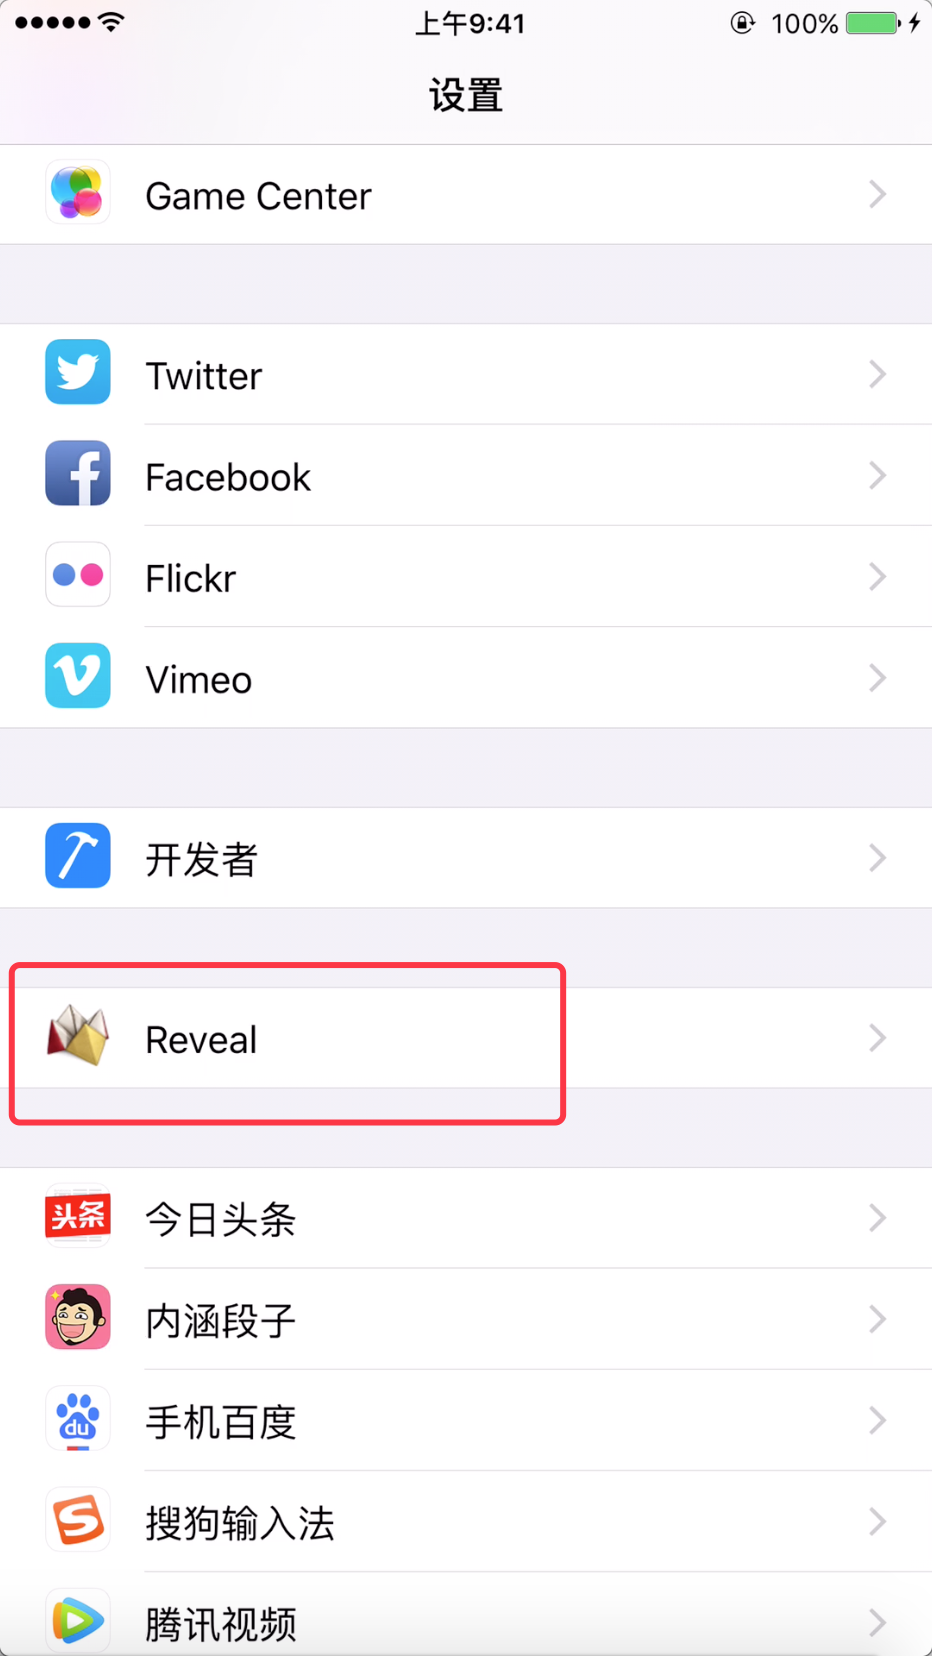 上午9:41
100%
设置
Game Center
Twitter
Facebook
Flickr
Vimeo
开发者
Reveal
头条
今日头条
内涵段子
du
手机百度
搜狗输入法
腾讯视频